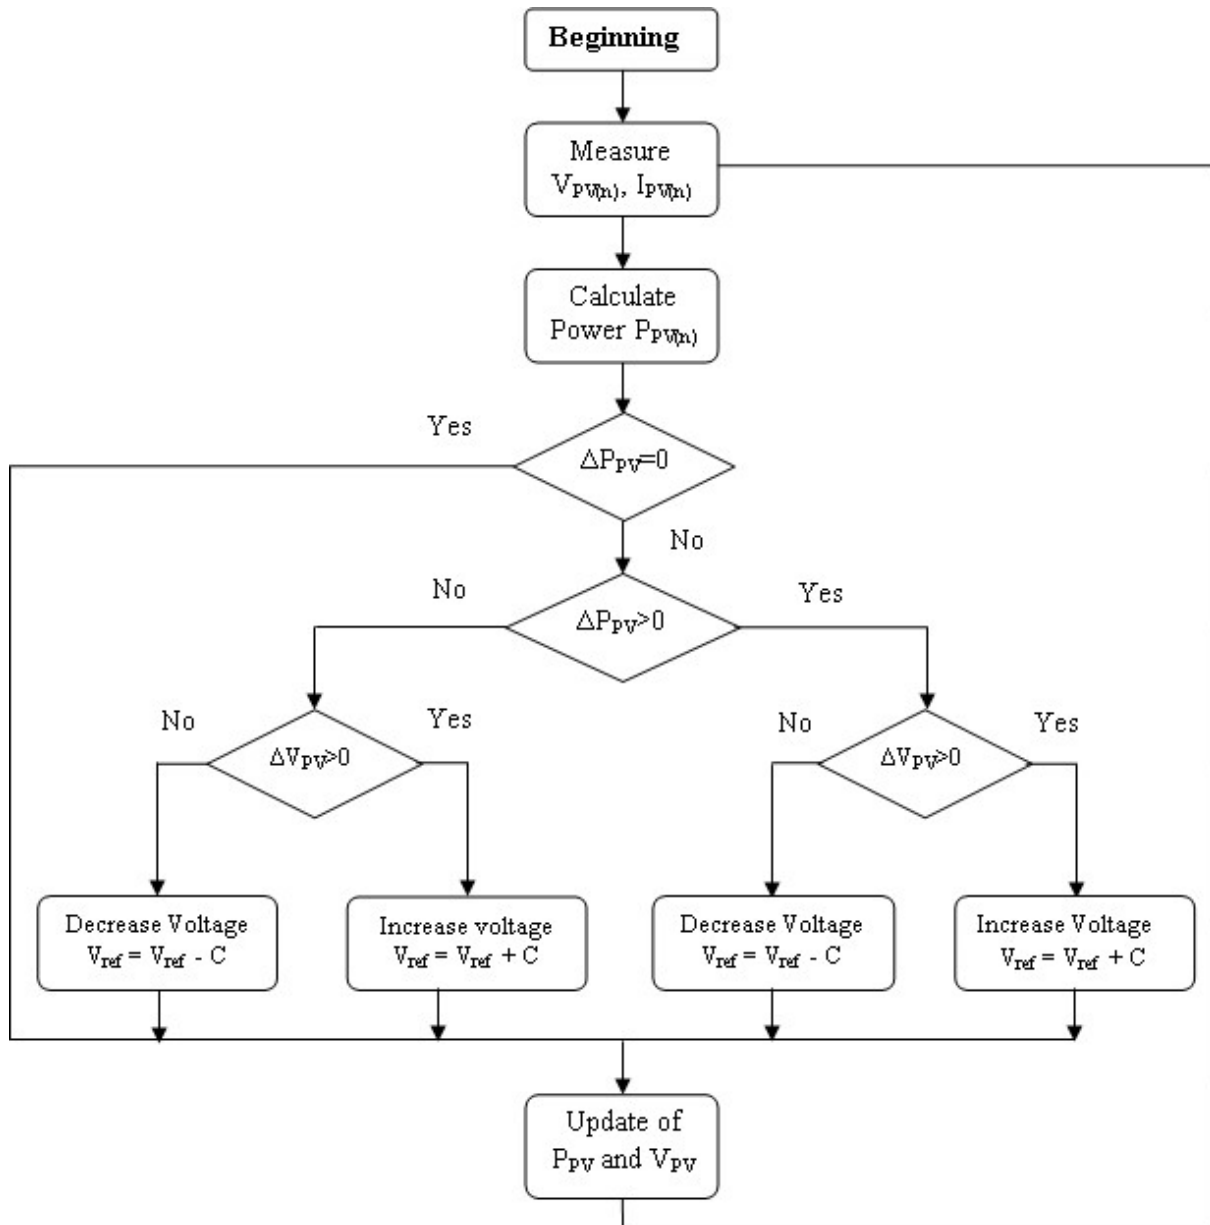 Beginning
Measure
VPV(n), IPV(n)
Calculate
Power PPV(n)
Yes
ΔPPV=0
No
No
Yes
ΔPPV>0
No
Yes
No
Yes
ΔVPV>0
ΔVPV>0
Decrease Voltage
Vref = Vref - C
Increase voltage
Vref = Vref + C
Decrease Voltage
Vref = Vref - C
Increase Voltage
Vref = Vref + C
Update of
PPV and VPV